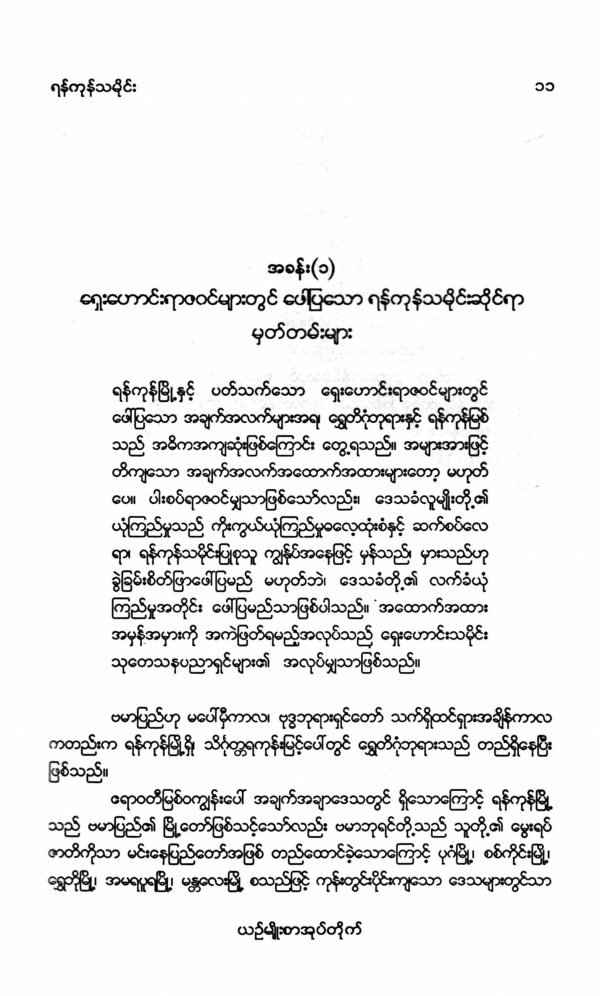 ရန်ကုန်သမိုင်း ၁၁
အခန်း(၁)
ရှေးဟောင်းရာဇဝင်များတွင် ပေါ်ပြသော ရန်ကုန်သမိုင်းဆိုင်ရာ
မှတ်တမ်းများ
ရန်ကုန်မြို့နှင့် ပတ်သက်သော ရှေးဟောင်းရာဇဝင်များတွင်
ဖေါ်ပြသော အချက်အလက်များအရ၊ ရွှေတိဂုံဘုရားနှင့် ရန်ကုန်မြစ်
သည် အဓိကအကျဆုံးဖြစ်ကြောင်း တွေ့ရသည်။ အများအားဖြင့်
တိကျသော အချက်အလက်အထောက်အထားများတော့ မဟုတ်
ပေ။ ပါးစပ်ရာဇဝင်မျှသာဖြစ်သော်လည်း၊ ဒေသခံလူမျိုးတို့၏
ယုံကြည်မှုသည် ကိုးကွယ်ယုံကြည်မှုဓလေ့ထုံးစံနှင့် ဆက်စပ်လေ
ရာ၊ ရန်ကုန်သမိုင်းပြုစုသူ ကျွန်ုပ်အနေဖြင့် မှန်သည်၊ မှားသည်ဟု
ခွဲခြမ်းစိတ်ဖြာဖေါ်ပြမည် မဟုတ်ဘဲ၊ ဒေသခံတို့၏ လက်ခံယုံ
ကြည်မှုအတိုင်း ဖေါ်ပြမည်သာဖြစ်ပါသည်။ အထောက်အထား
အမှန်အမှားကို အကဲဖြတ်ရမည့်အလုပ်သည် ရှေးဟောင်းသမိုင်း
သုတေသနပညာရှင်များ၏ အလုပ်မျှသာဖြစ်သည်။
ဗမာပြည်ဟု မပေါ်မှီကာလ၊ ဗုဒ္ဓဘုရားရှင်တော် သက်ရှိထင်ရှားအချိန်ကာလ
ကတည်းက ရန်ကုန်မြို့ရှိ၊ သိင်္ဂုတ္တရကုန်းမြင့်ပေါ်တွင် ရွှေတိဂုံဘုရားသည် တည်ရှိနေပြီး
ဖြစ်သည်။
ဧရာဝတီမြစ်ဝကျွန်းပေါ် အချက်အချာဒေသတွင် ရှိသောကြောင့် ရန်ကုန်မြို့
သည် ဗမာပြည်၏ မြို့တော်ဖြစ်သင့်သော်လည်း ဗမာဘုရင်တို့သည် သူတို့၏ မွေးရပ်
ဇာတိကိုသာ မင်းနေပြည်တော်အဖြစ် တည်ထောင်ခဲ့သောကြောင့် ပုဂံမြို့၊ စစ်ကိုင်းမြို့၊
ရွှေဘိုမြို့၊ အမရပူရမြို့၊ မန္တလေးမြို့ စသည်ဖြင့် ကုန်းတွင်းပိုင်းကျသော ဒေသများတွင်သာ
ယဉ်မျိုးစာအုပ်တိုက်